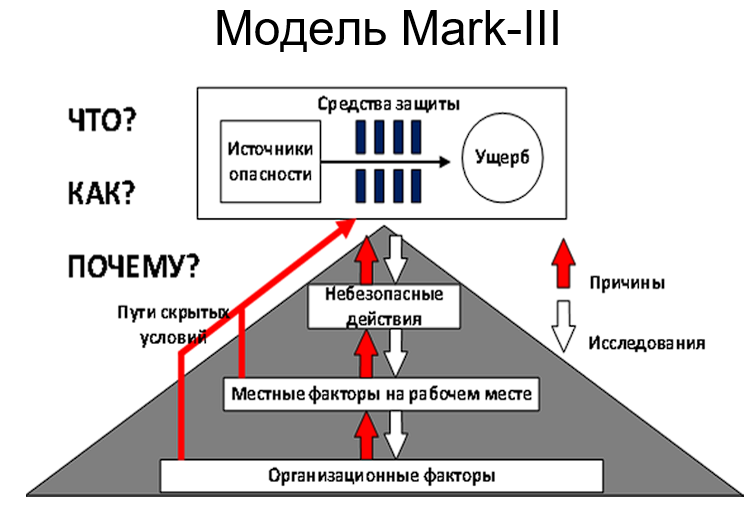 Модель Mark-III
ЧТО?
КАК?
ПОЧЕМУ?
Средства защиты
Источники
опасности
Ущерб
Пути скрытых
условий
Небезопасные
действия
Местные факторы на рабочем месте
Организационные факторы
Причины
Исследования